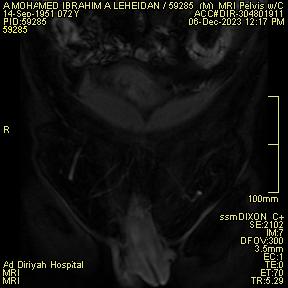 A MOHAMED IBRAHIM A LEHEIDAN / 59285 (M) MRI Pelvis w/C
14-Sep-1951 072Y ACC#DIR-304801911
PID:59285 06-Dec-2023 12:17 PM
59285
R
100mm
ssmDIXON C+
SE:2102
IM:7
DFOV:300
3.5mm
Ad Diriyah Hospital EC:1
TE:0
MRI ET:70
MRI TR:5.29